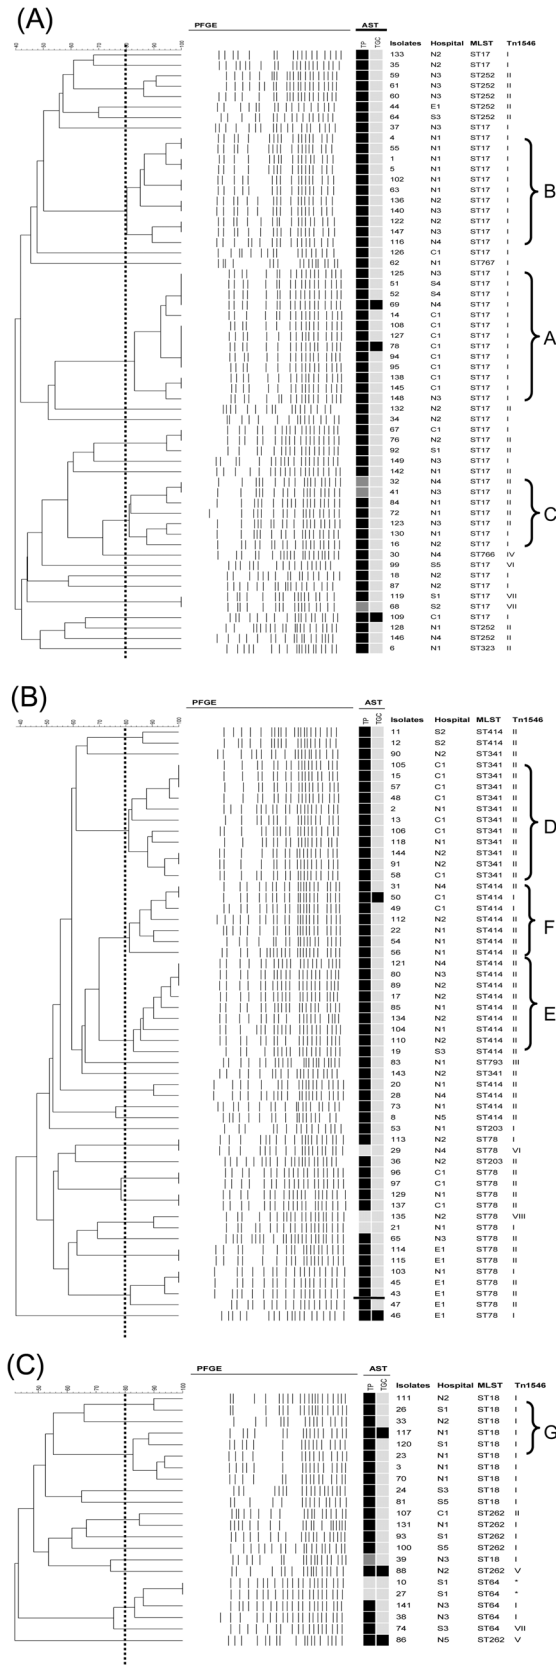 (A)
PFGE AST
40 50 60 70 80 90 100 TP TGC Isolates Hospital MLST Tn1546
133 N2 ST17 I
35 N2 ST17 I
59 N3 ST252 II
61 N3 ST252 II
60 N3 ST252 II
44 E1 ST252 II
64 S3 ST252 II
37 N3 ST17 I
4 N1 ST17 I
55 N1 ST17 I
1 N1 ST17 I
5 N1 ST17 I
102 N1 ST17 I
63 N1 ST17 I B
136 N2 ST17 I
140 N3 ST17 I
122 N2 ST17 I
147 N3 ST17 I
116 N4 ST17 I
126 C1 ST17 I
62 N1 ST767 I
125 N3 ST17 I
51 S4 ST17 I
52 S4 ST17 I
69 N4 ST17 I
14 C1 ST17 I
108 C1 ST17 I
127 C1 ST17 I A
78 C1 ST17 I
94 C1 ST17 I
95 C1 ST17 I
138 C1 ST17 I
145 C1 ST17 I
148 N3 ST17 I
132 N2 ST17 II
34 N2 ST17 I
67 C1 ST17 I
76 N2 ST17 II
92 S1 ST17 II
149 N3 ST17 I
142 N1 ST17 II
32 N4 ST17 II
41 N3 ST17 II
84 N1 ST17 II
72 N1 ST17 II C
123 N3 ST17 II
130 N1 ST17 I
16 N2 ST17 I
30 N4 ST766 IV
99 S5 ST17 VI
18 N2 ST17 I
87 N2 ST17 I
119 S1 ST17 VII
68 S2 ST17 VII
109 C1 ST17 I
128 N1 ST252 II
146 N4 ST252 II
6 N1 ST323 II
(B)
PFGE AST
40 50 60 70 80 90 100 TP TGC Isolates Hospital MLST Tn1546
11 S2 ST414 II
12 S2 ST414 II
90 N2 ST341 II
105 C1 ST341 II
15 C1 ST341 II
57 C1 ST341 II
48 C1 ST341 II
2 N1 ST341 II
13 C1 ST341 II D
106 C1 ST341 II
118 N1 ST341 II
144 N2 ST341 II
91 N2 ST341 II
58 C1 ST341 II
31 N4 ST414 II
50 C1 ST414 I
49 C1 ST414 I
112 N2 ST414 II F
22 N1 ST414 II
54 N1 ST414 II
56 N1 ST414 II
121 N4 ST414 II
80 N3 ST414 II
89 N2 ST414 II
17 N2 ST414 II
85 N1 ST414 II E
134 N2 ST414 II
104 N1 ST414 II
110 N2 ST414 II
19 S3 ST414 II
83 N1 ST793 III
143 N2 ST341 II
20 N1 ST414 II
28 N4 ST414 II
73 N1 ST414 II
8 N5 ST414 II
53 N1 ST203 I
113 N2 ST78 I
29 N4 ST78 VI
36 N2 ST203 II
96 C1 ST78 II
97 C1 ST78 II
129 N1 ST78 II
137 C1 ST78 II
135 N2 ST78 VIII
21 N1 ST78 I
65 N3 ST78 II
114 E1 ST78 II
115 E1 ST78 II
103 N1 ST78 I
45 E1 ST78 II
43 E1 ST78 II
47 E1 ST78 II
46 E1 ST78 I
(C)
PFGE AST
50 60 70 80 90 100 TP TGC Isolates Hospital MLST Tn1546
111 N2 ST18 I
26 S1 ST18 I
33 N2 ST18 I
117 N1 ST18 I G
120 S1 ST18 I
23 N1 ST18 I
3 N1 ST18 I
70 N1 ST18 I
24 S3 ST18 I
81 S5 ST18 I
107 C1 ST262 II
131 N1 ST262 I
93 S1 ST262 I
100 S5 ST262 I
39 N3 ST18 I
88 N2 ST262 V
10 S1 ST64 *
27 S1 ST64 *
141 N3 ST64 I
38 N3 ST64 I
74 S3 ST64 VII
86 N5 ST262 V